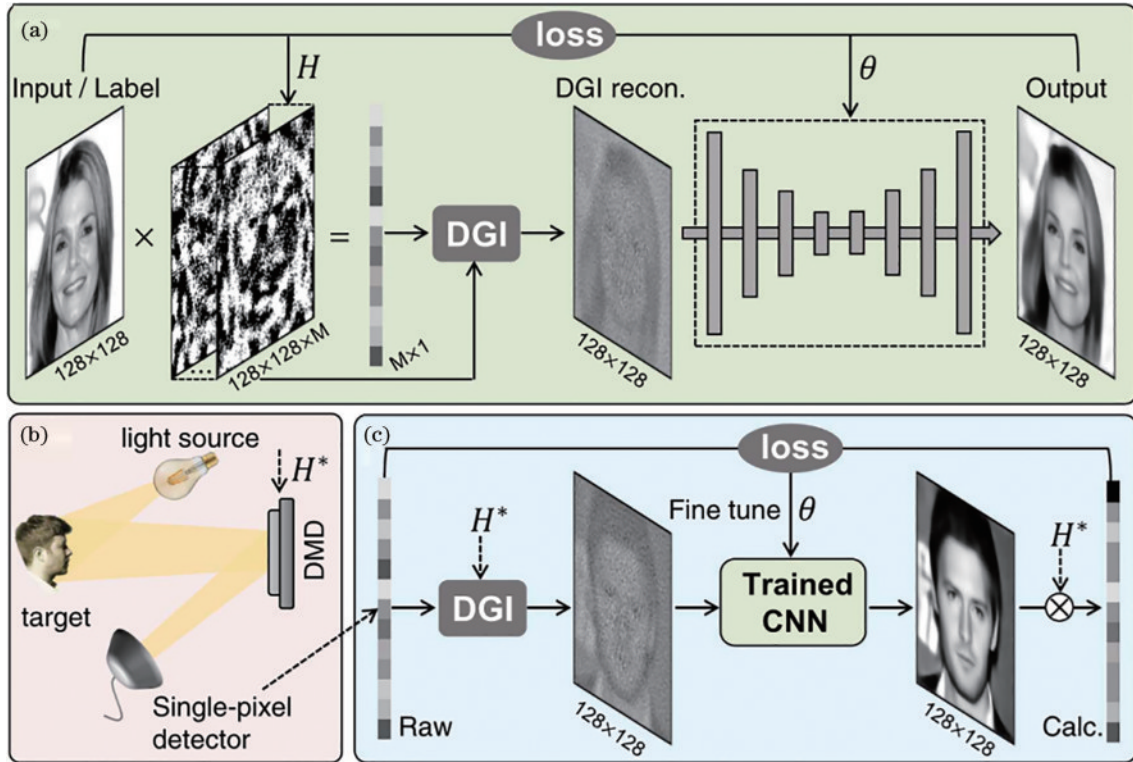 (a)
loss
Input / Label
H
DGI recon.
θ
Output
×
=
DGI
128×128
...
128×128×M
M×1
128×128
128×128
(b)
light source
H*
DMD
target
Single-pixel
detector
(c)
loss
Fine tune θ
H*
H*
DGI
Trained
CNN
Raw
128×128
128×128
Calc.